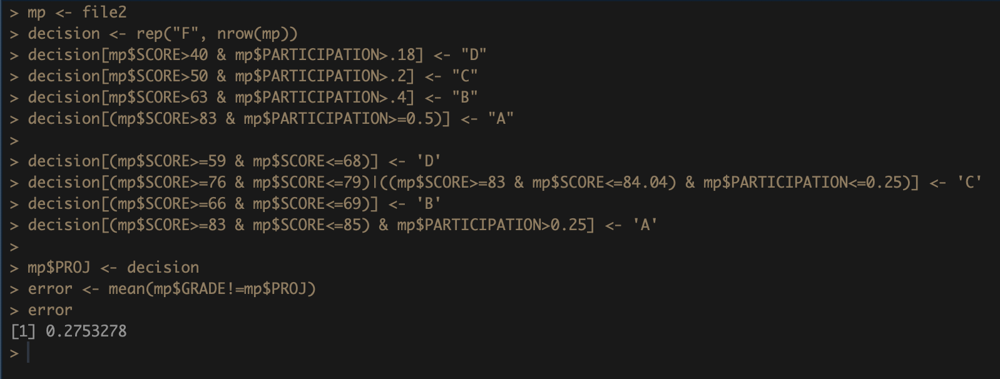 > mp <- file2
> decision <- rep("F", nrow(mp))
> decision[mp$SCORE>40 & mp$PARTICIPATION>.18] <- "D"
> decision[mp$SCORE>50 & mp$PARTICIPATION>.2] <- "C"
> decision[mp$SCORE>63 & mp$PARTICIPATION>.4] <- "B"
> decision[(mp$SCORE>83 & mp$PARTICIPATION>=0.5)] <- "A"
>
> decision[(mp$SCORE>=59 & mp$SCORE<=68)] <- 'D'
> decision[(mp$SCORE>=76 & mp$SCORE<=79)|((mp$SCORE>=83 & mp$SCORE<=84.04) & mp$PARTICIPATION<=0.25)] <- 'C'
> decision[(mp$SCORE>=66 & mp$SCORE<=69)] <- 'B'
> decision[(mp$SCORE>=83 & mp$SCORE<=85) & mp$PARTICIPATION>0.25] <- 'A'
>
> mp$PROJ <- decision
> error <- mean(mp$GRADE!=mp$PROJ)
> error
[1] 0.2753278
>